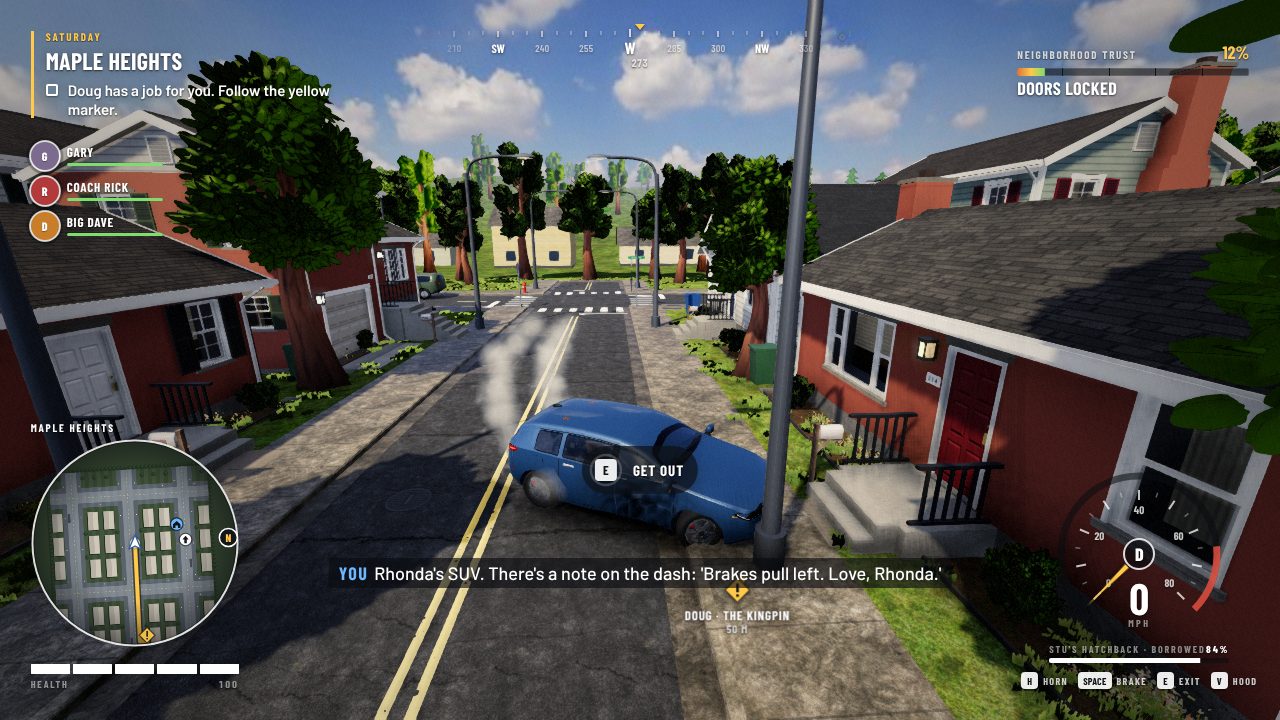 SATURDAY
MAPLE HEIGHTS
Doug has a job for you. Follow the yellow
marker.
G GARY
R COACH RICK
D BIG DAVE
210 SW 240 255 W 285 300 NW 330
273
NEIGHBORHOOD TRUST 12%
DOORS LOCKED
E GET OUT
YOU Rhonda's SUV. There's a note on the dash: 'Brakes pull left. Love, Rhonda.'
DOUG · THE KINGPIN
50 M
MAPLE HEIGHTS
N
HEALTH 100
0 20 40 60 80
D
0
MPH
STU'S HATCHBACK · BORROWED 84%
H HORN SPACE BRAKE E EXIT V HOOD